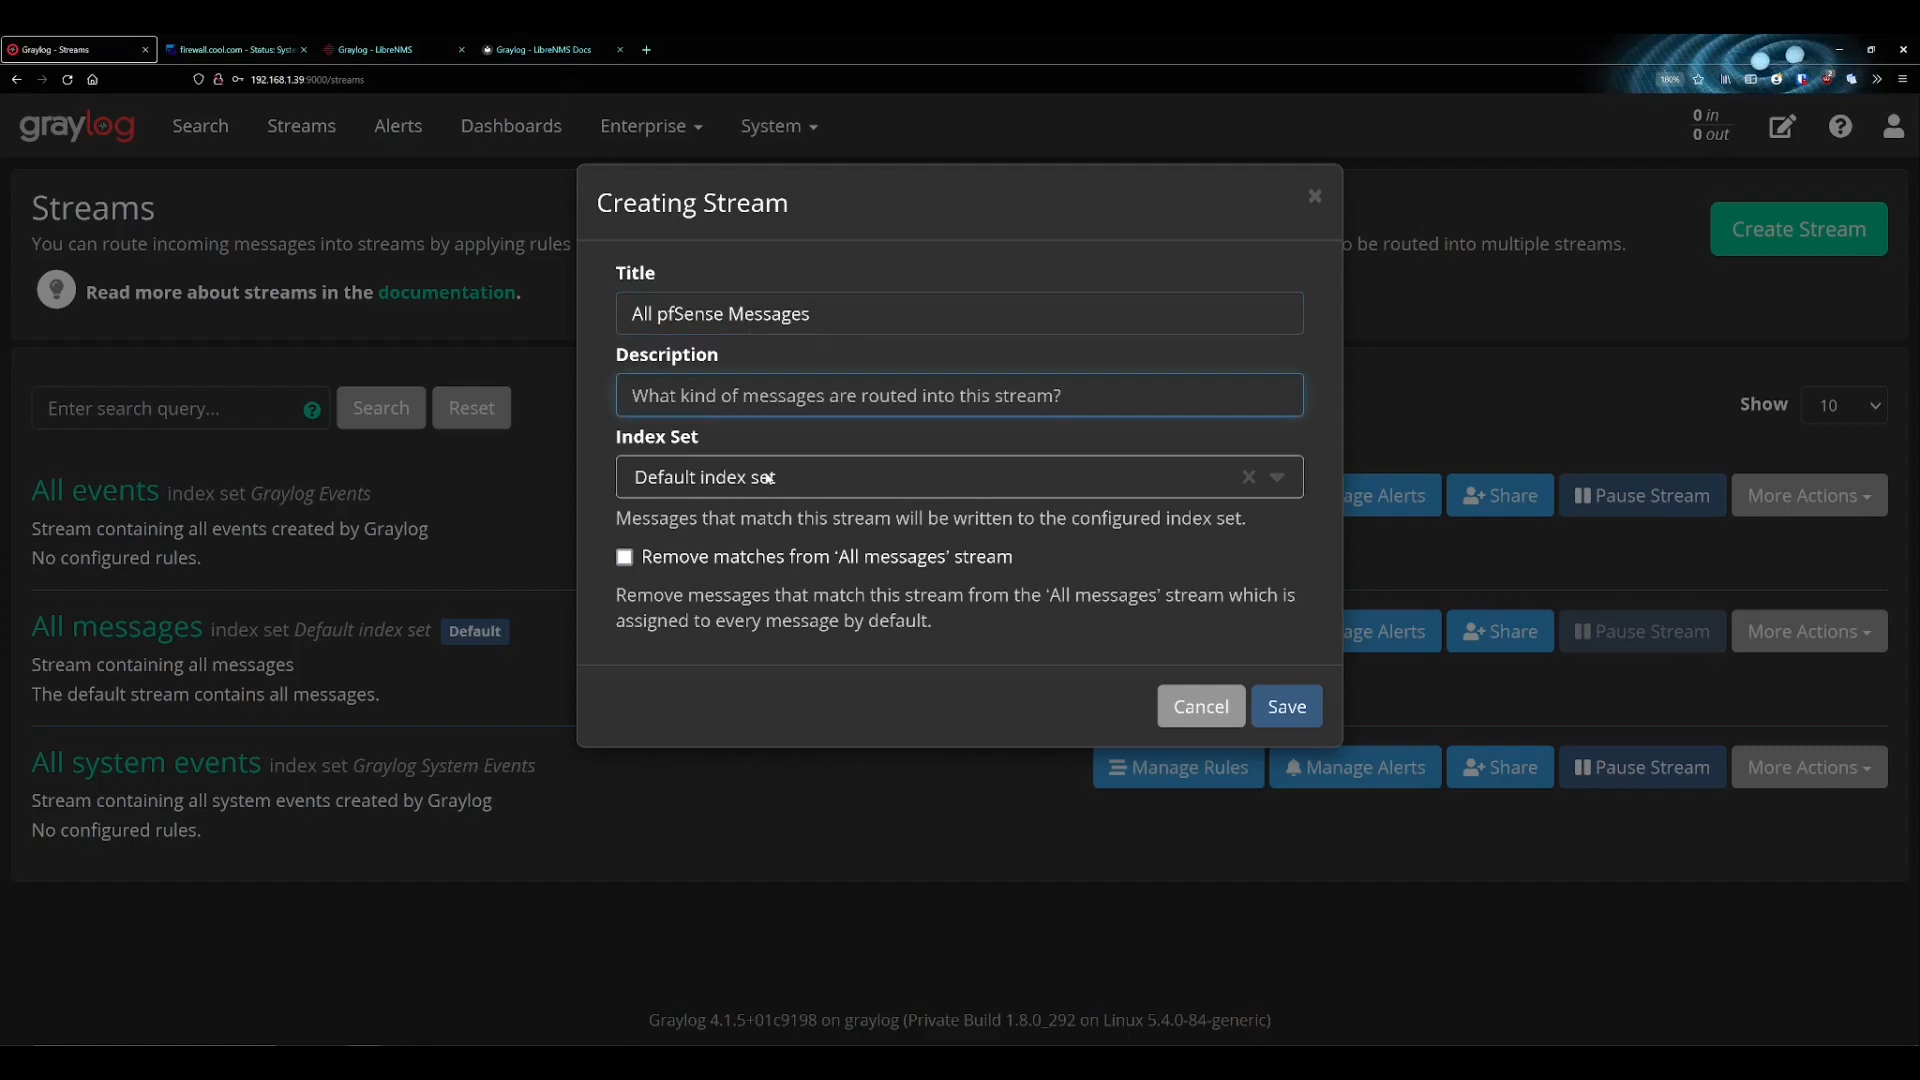 Graylog - Streams
firewall.cool.com - Status: Syste
Graylog - LibreNMS
Graylog - LibreNMS Docs
192.168.1.39:9000/streams
180%
2
graylog
Search
Streams
Alerts
Dashboards
Enterprise
System
0 in
0 out
Creating Stream
Streams
You can route incoming messages into streams by applying rules
o be routed into multiple streams.
Create Stream
Read more about streams in the documentation.
Title
All pfSense Messages
Description
What kind of messages are routed into this stream?
Index Set
Default index set
Messages that match this stream will be written to the configured index set.
Remove matches from ‘All messages’ stream
Remove messages that match this stream from the ‘All messages’ stream which is
assigned to every message by default.
Cancel
Save
Enter search query...
Search
Reset
Show
10
All events index set Graylog Events
Stream containing all events created by Graylog
No configured rules.
age Alerts
Share
Pause Stream
More Actions
All messages index set Default index set Default
Stream containing all messages
The default stream contains all messages.
age Alerts
Share
Pause Stream
More Actions
All system events index set Graylog System Events
Stream containing all system events created by Graylog
No configured rules.
Manage Rules
Manage Alerts
Share
Pause Stream
More Actions
Graylog 4.1.5+01c9198 on graylog (Private Build 1.8.0_292 on Linux 5.4.0-84-generic)